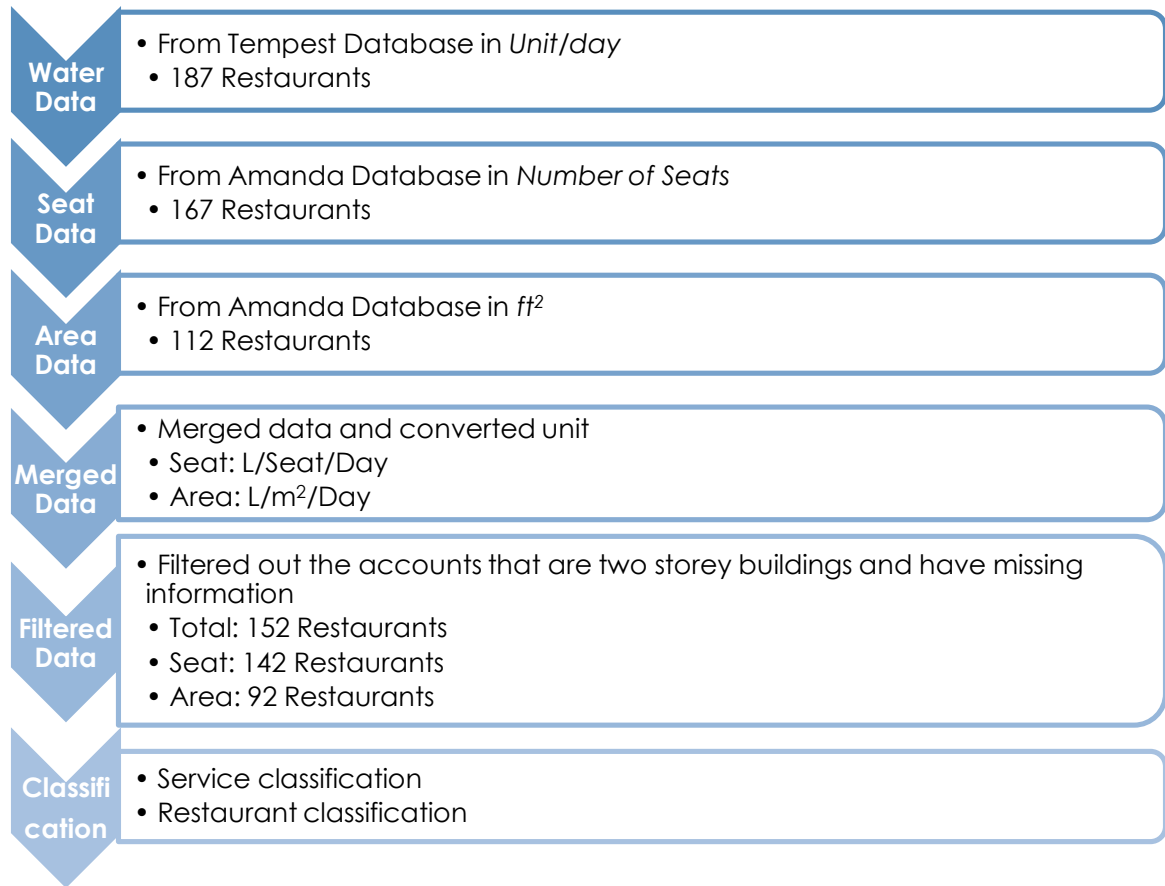 Water
Data
• From Tempest Database in Unit/day
• 187 Restaurants
Seat
Data
• From Amanda Database in Number of Seats
• 167 Restaurants
Area
Data
• From Amanda Database in ft²
• 112 Restaurants
Merged
Data
• Merged data and converted unit
• Seat: L/Seat/Day
• Area: L/m²/Day
Filtered
Data
• Filtered out the accounts that are two storey buildings and have missing
information
• Total: 152 Restaurants
• Seat: 142 Restaurants
• Area: 92 Restaurants
Classifi
cation
• Service classification
• Restaurant classification